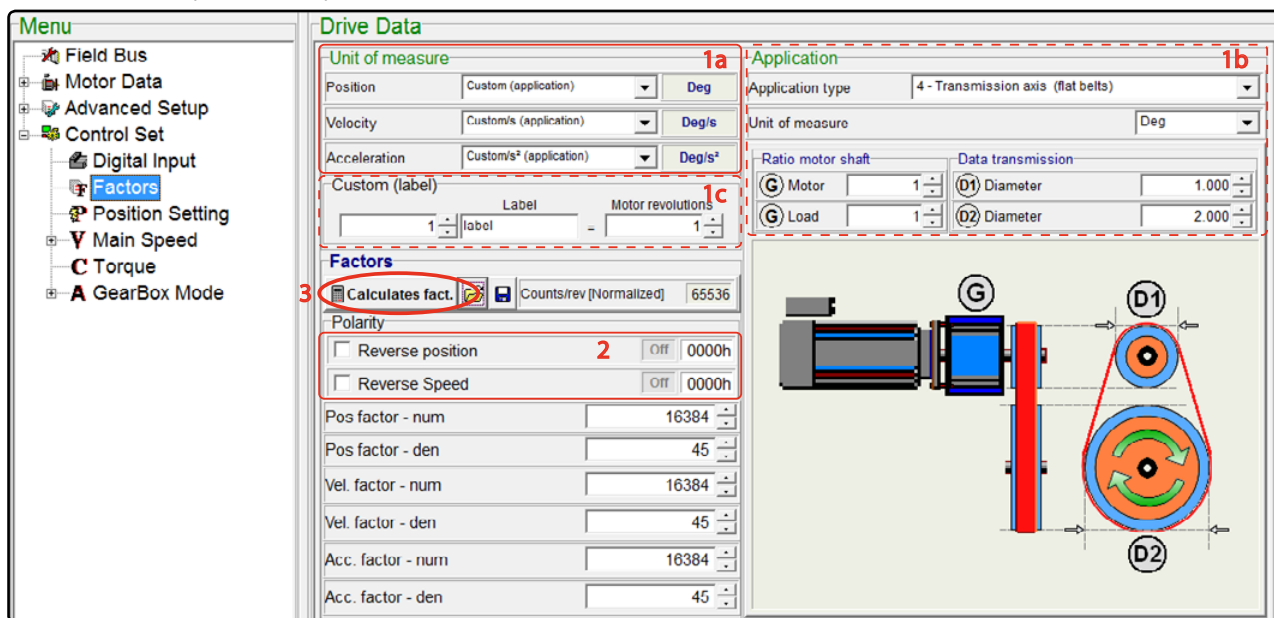 Menu
Field Bus
Motor Data
Advanced Setup
Control Set
Digital Input
Factors
Position Setting
Main Speed
Torque
GearBox Mode
Drive Data
Unit of measure 1a
Position Custom (application) Deg
Velocity Custom/s (application) Deg/s
Acceleration Custom/s² (application) Deg/s²
Custom (label) 1c
Label Motor revolutions
1 label = 1
Factors
3 Calculates fact. Counts/rev [Normalized] 65536
Polarity
Reverse position 2 Off 0000h
Reverse Speed Off 0000h
Pos factor - num 16384
Pos factor - den 45
Vel. factor - num 16384
Vel. factor - den 45
Acc. factor - num 16384
Acc. factor - den 45
Application 1b
Application type 4 - Transmission axis (flat belts)
Unit of measure Deg
Ratio motor shaft Data transmission
G Motor 1 D1 Diameter 1.000
G Load 1 D2 Diameter 2.000
G D1
D2